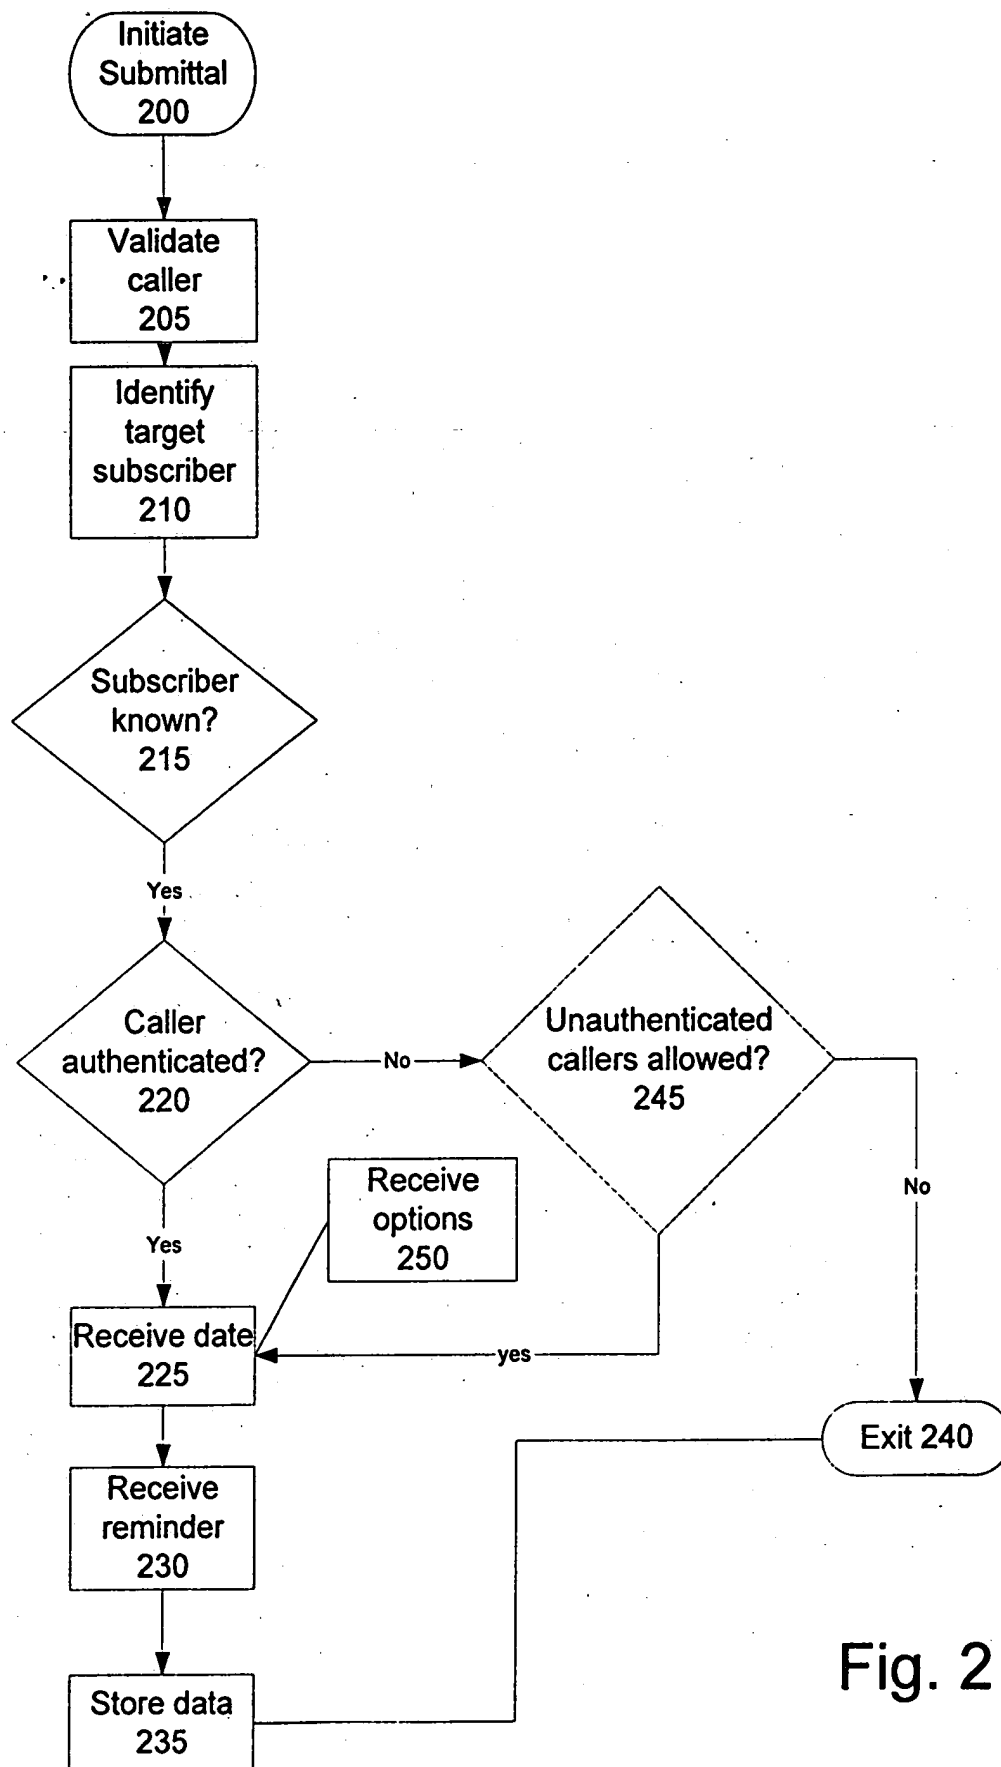 Initiate
Submittal
200
Validate
caller
205
Identify
target
subscriber
210
Subscriber
known?
215
Yes
Caller
authenticated?
220
No
Unauthenticated
callers allowed?
245
No
Yes
Receive
options
250
Receive date
225
yes
Exit 240
Receive
reminder
230
Store data
235
Fig. 2